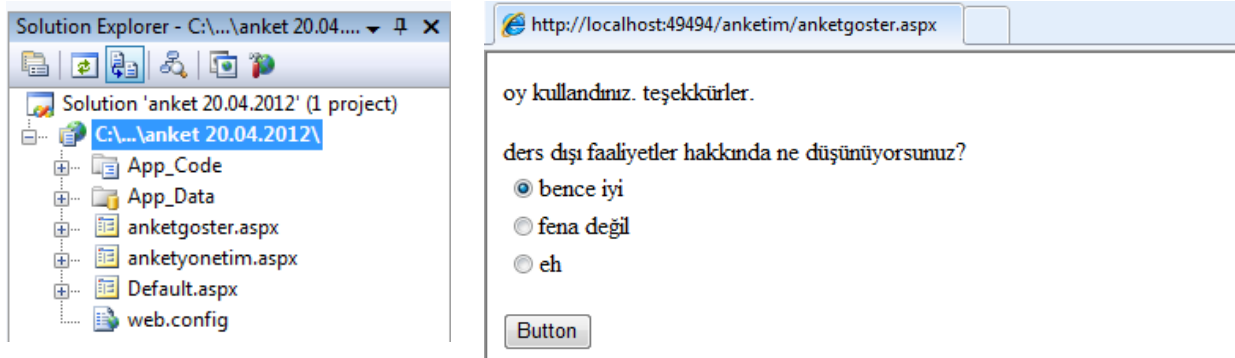 Solution Explorer - C:\...\anket 20.04....
Solution 'anket 20.04.2012' (1 project)
C:\...\anket 20.04.2012\
App_Code
App_Data
anketgoster.aspx
anketyonetim.aspx
Default.aspx
web.config
http://localhost:49494/anketim/anketgoster.aspx
oy kullandınız. teşekkürler.
ders dışı faaliyetler hakkında ne düşünüyorsunuz?
bence iyi
fena değil
eh
Button